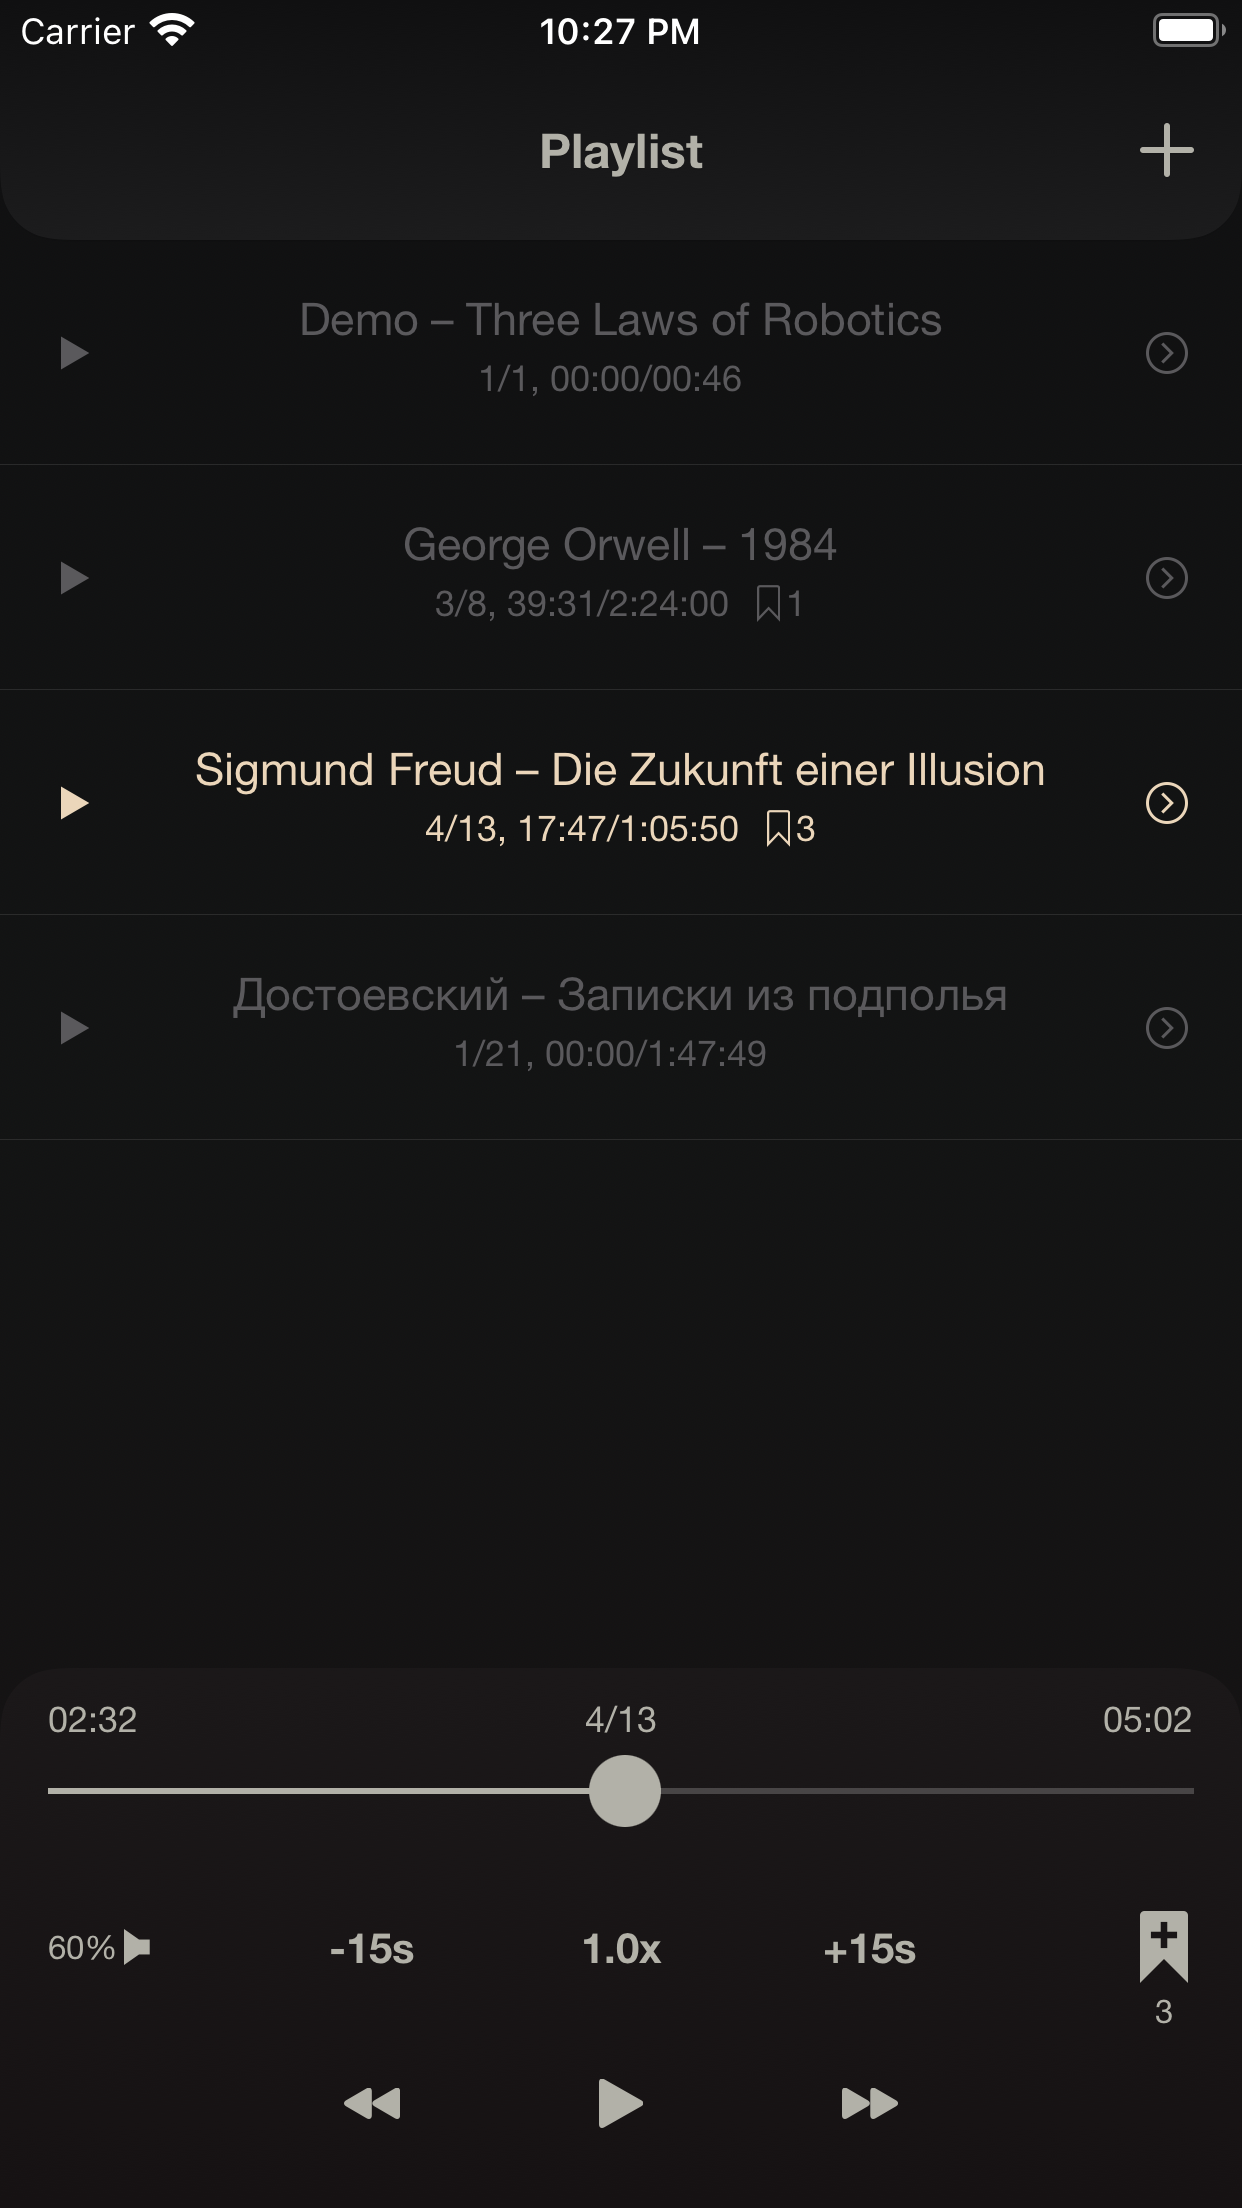 Carrier 10:27 PM
Playlist
Demo – Three Laws of Robotics
1/1, 00:00/00:46
George Orwell – 1984
3/8, 39:31/2:24:00 1
Sigmund Freud – Die Zukunft einer Illusion
4/13, 17:47/1:05:50 3
Достоевский – Записки из подполья
1/21, 00:00/1:47:49
02:32 4/13 05:02
60% -15s 1.0x +15s
3